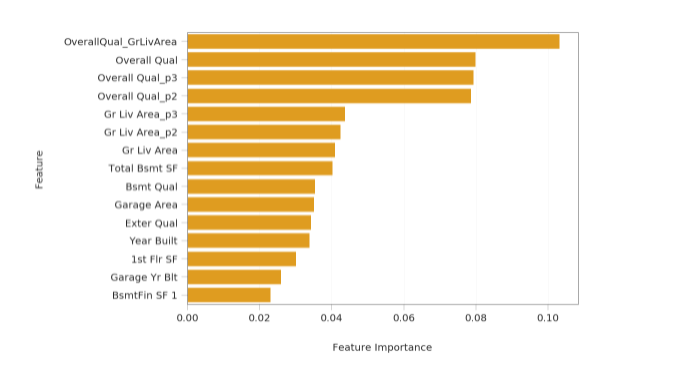 OverallQual_GrLivArea
Overall Qual
Overall Qual_p3
Overall Qual_p2
Gr Liv Area_p3
Gr Liv Area_p2
Gr Liv Area
Total Bsmt SF
Bsmt Qual
Garage Area
Exter Qual
Year Built
1st Flr SF
Garage Yr Blt
BsmtFin SF 1
Feature
0.00 0.02 0.04 0.06 0.08 0.10
Feature Importance